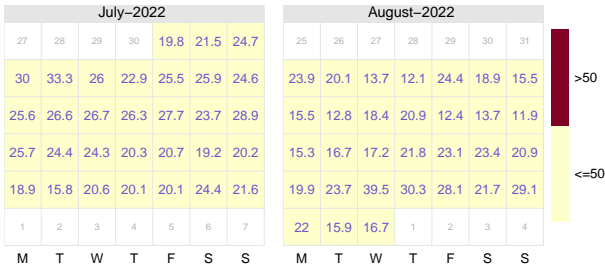 July−2022
27 28 29 30 19.8 21.5 24.7
30 33.3 26 22.9 25.5 25.9 24.6
25.6 26.6 26.7 26.3 27.7 23.7 28.9
25.7 24.4 24.3 20.3 20.7 19.2 20.2
18.9 15.8 20.6 20.1 20.1 24.4 21.6
1 2 3 4 5 6 7
M T W T F S S
August−2022
25 26 27 28 29 30 31
23.9 20.1 13.7 12.1 24.4 18.9 15.5
15.5 12.8 18.4 20.9 12.4 13.7 11.9
15.3 16.7 17.2 21.8 23.1 23.4 20.9
19.9 23.7 39.5 30.3 28.1 21.7 29.1
22 15.9 16.7 1 2 3 4
M T W T F S S
>50
<=50